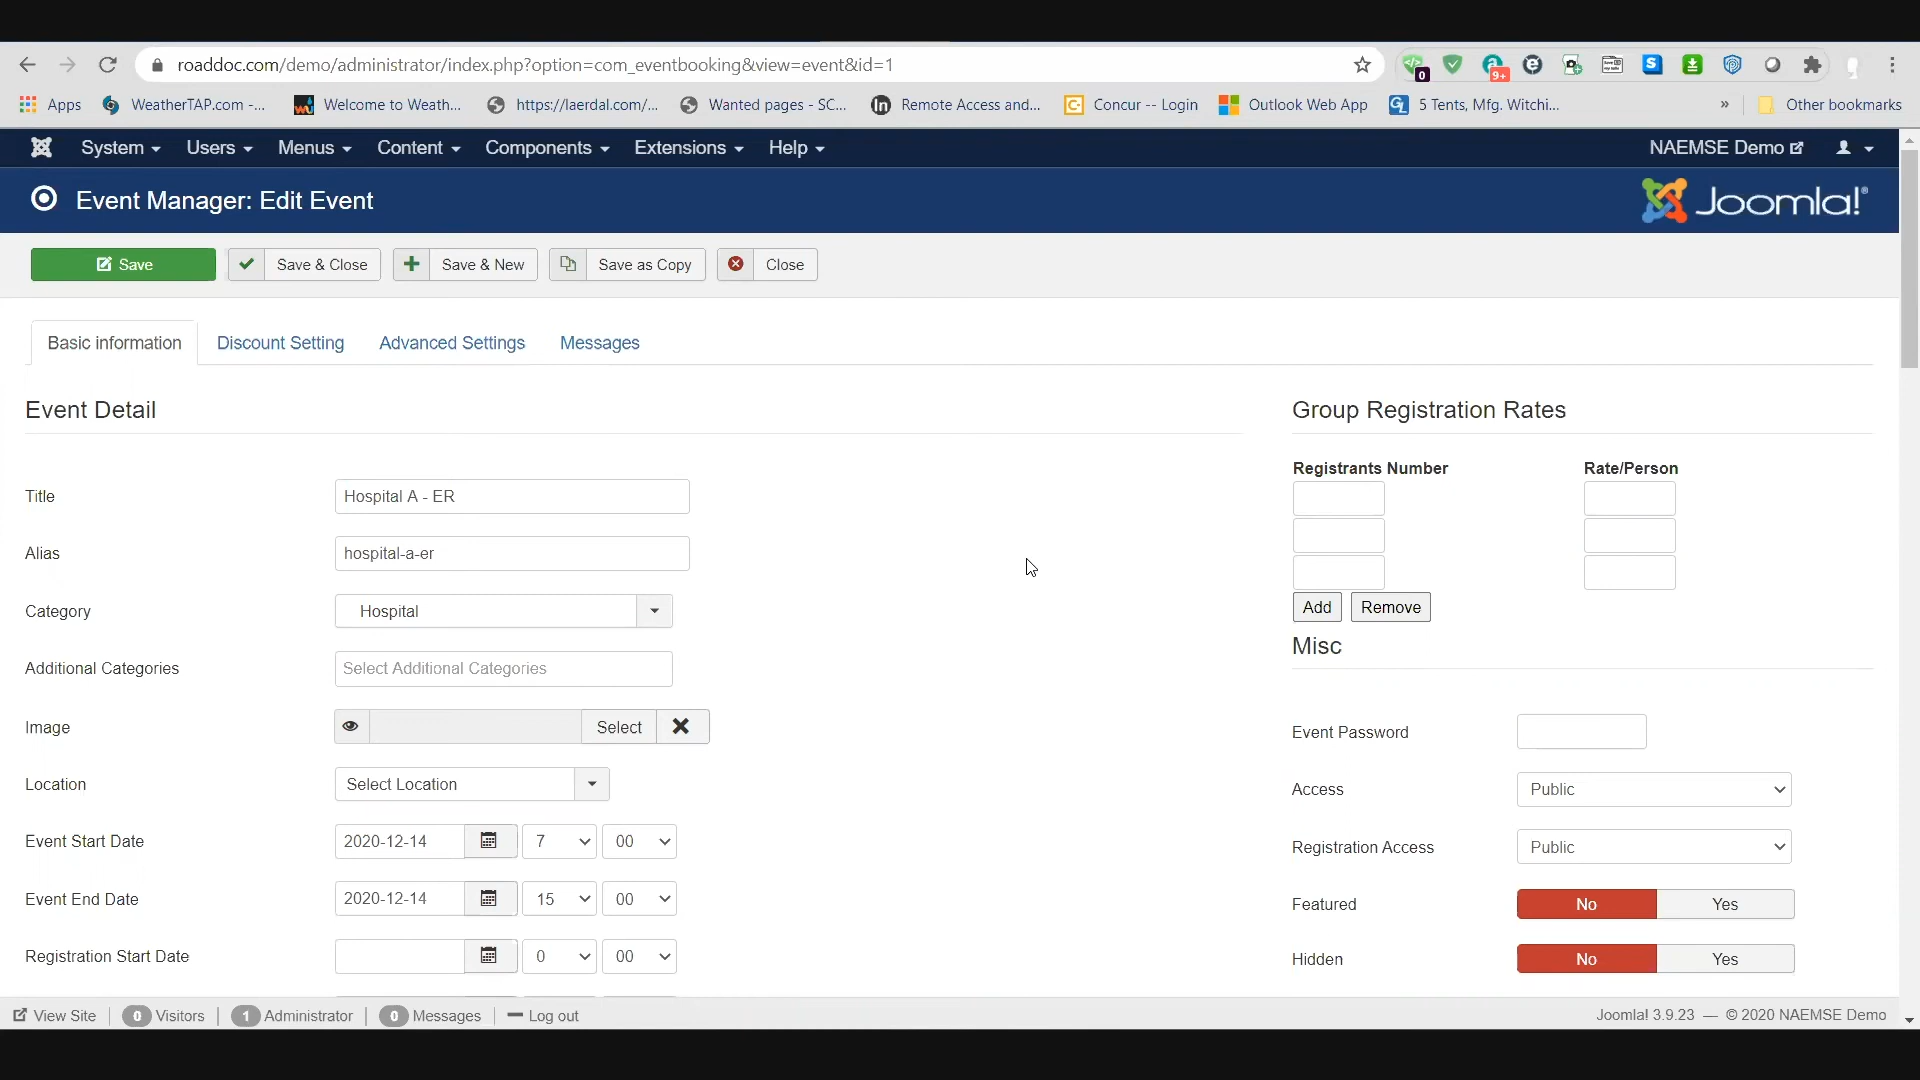 roaddoc.com/demo/administrator/index.php?option=com_eventbooking&view=event&id=1
0
9+
Apps
WeatherTAP.com -...
Welcome to Weath...
https://laerdal.com/...
Wanted pages - SC...
Remote Access and...
Concur -- Login
Outlook Web App
5 Tents, Mfg. Witchi...
»
Other bookmarks
System Users Menus Content Components Extensions Help
NAEMSE Demo
Event Manager: Edit Event
Joomla!®
Save
Save & Close
Save & New
Save as Copy
Close
Basic information
Discount Setting
Advanced Settings
Messages
Event Detail
Title
Hospital A - ER
Alias
hospital-a-er
Category
Hospital
Additional Categories
Select Additional Categories
Image
Select
Location
Select Location
Event Start Date
2020-12-14
7
00
Event End Date
2020-12-14
15
00
Registration Start Date
0
00
Group Registration Rates
Registrants Number
Rate/Person
Add
Remove
Misc
Event Password
Access
Public
Registration Access
Public
Featured
No
Yes
Hidden
No
Yes
View Site
0 Visitors
1 Administrator
0 Messages
Log out
Joomla! 3.9.23 — © 2020 NAEMSE Demo